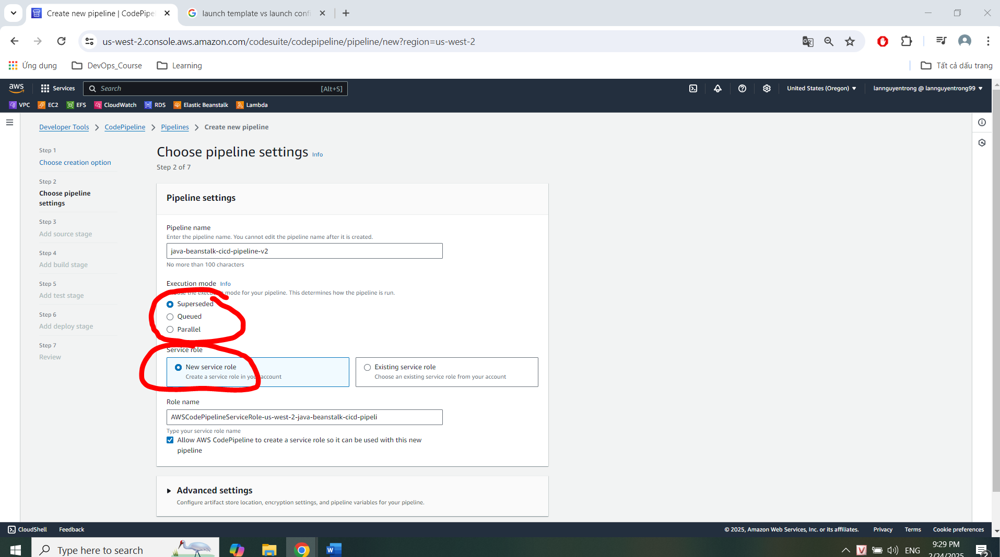 Create new pipeline | CodePipel
launch template vs launch confi
us-west-2.console.aws.amazon.com/codesuite/codepipeline/pipeline/new?region=us-west-2
Ứng dụng
DevOps_Course
Learning
Tất cả dấu trang
aws
Services
Search
[Alt+S]
United States (Oregon)
lannguyentrong @ lannguyentrong99
VPC
EC2
EFS
CloudWatch
RDS
Elastic Beanstalk
Lambda
Developer Tools
CodePipeline
Pipelines
Create new pipeline
Step 1
Choose creation option
Step 2
Choose pipeline
settings
Step 3
Add source stage
Step 4
Add build stage
Step 5
Add test stage
Step 6
Add deploy stage
Step 7
Review
Choose pipeline settings Info
Step 2 of 7
Pipeline settings
Pipeline name
Enter the pipeline name. You cannot edit the pipeline name after it is created.
java-beanstalk-cicd-pipeline-v2
No more than 100 characters
Execution mode Info
the mode for your pipeline. This determines how the pipeline is run.
Superseded
Queued
Parallel
Service role
New service role
Create a service role in your account
Existing service role
Choose an existing service role from your account
Role name
AWSCodePipelineServiceRole-us-west-2-java-beanstalk-cicd-pipeli
Type your service role name
Allow AWS CodePipeline to create a service role so it can be used with this new
pipeline
Advanced settings
Configure artifact store location, encryption settings, and pipeline variables for your pipeline.
CloudShell
Feedback
© 2025, Amazon Web Services, Inc. or its affiliates.
Privacy
Terms
Cookie preferences
Type here to search
ENG
9:29 PM
2/24/2025
2